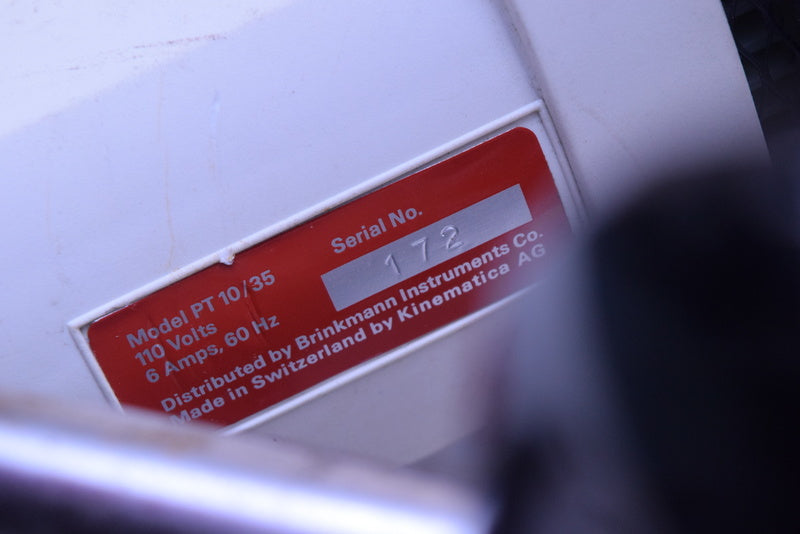 Serial No.
172
Model PT 10/35
110 Volts
6 Amps, 60 Hz
Distributed by Brinkmann Instruments Co.
Made in Switzerland by Kinematica AG